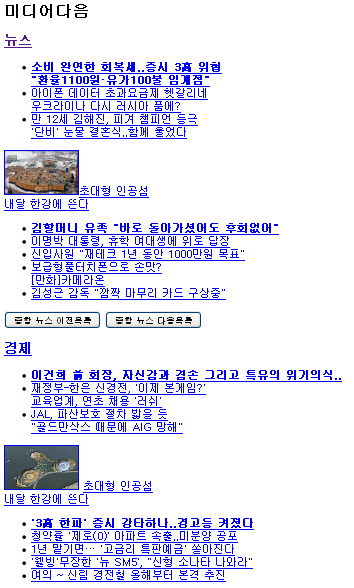 미디어다음
뉴스
소비 완연한 회복세..증시 3高 위협
"환율1100원·유가100불 임계점"
아이폰 데이터 초과요금제 헷갈리네
우크라이나 다시 러시아 품에?
만 12세 김해진, 피겨 챔피언 등극
'단비' 눈물 결혼식..함께 울었다
초대형 인공섬
내달 한강에 뜬다
김할머니 유족 "바로 돌아가셨어도 후회없어"
이명박 대통령, 휴학 여대생에 위로 답장
신입사원 "재테크 1년 동안 1000만원 목표"
보급형풀터치폰으로 손맛?
[만화]카메라온
김성근 감독 "깜짝 마무리 카드 구상중"
종합 뉴스 이전목록 종합 뉴스 다음목록
경제
이건희 前 회장, 자신감과 겸손 그리고 특유의 위기의식..
재정부-한은 신경전, '이제 본게임?'
교육업계, 연초 채용 '러쉬'
JAL, 파산보호 절차 밟을 듯
"골드만삭스 때문에 AIG 망해"
초대형 인공섬
내달 한강에 뜬다
'3高 한파' 증시 강타하나..경고등 켜졌다
청약률 '제로(0)' 아파트 속출..미분양 공포
1년 맡기면… '고금리 특판예금' 쏟아진다
'웰빙'무장한 '뉴 SM5', "신형 소나타 나와라"
여의 ~ 신림 경전철 올해부터 본격 추진